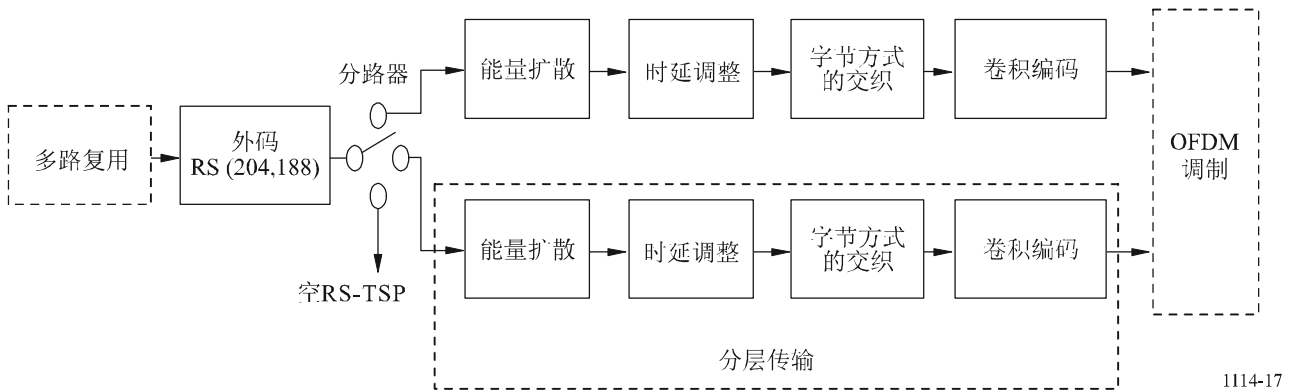 分路器
能量扩散
时延调整
字节方式
的交织
卷积编码
多路复用
外码
RS (204,188)
OFDM
调制
能量扩散
时延调整
字节方式
的交织
卷积编码
空RS-TSP
分层传输
1114-17